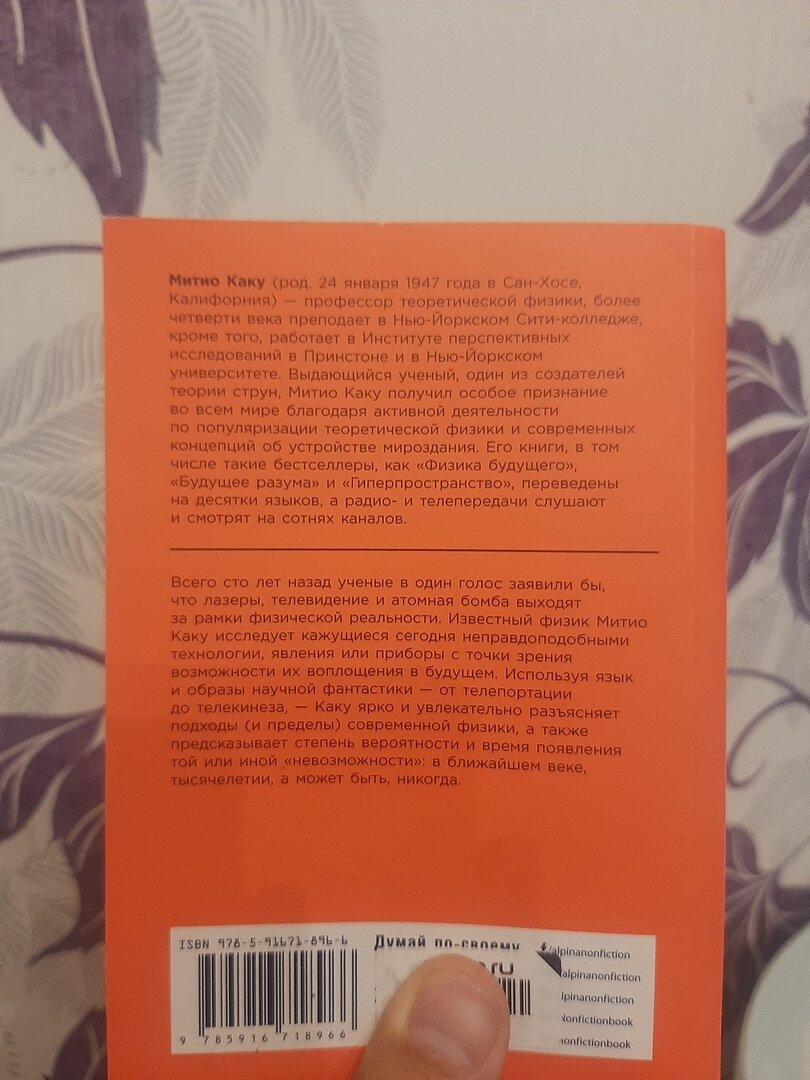 Митио Каку (род. 24 января 1947 года в Сан-Хосе,
Калифорния) — профессор теоретической физики, более
четверти века преподает в Нью-Йоркском Сити-колледже,
кроме того, работает в Институте перспективных
исследований в Принстоне и в Нью-Йоркском
университете. Выдающийся ученый, один из создателей
теории струн, Митио Каку получил особое признание
во всем мире благодаря активной деятельности
по популяризации теоретической физики и современных
концепций об устройстве мироздания. Его книги, в том
числе такие бестселлеры, как «Физика будущего»,
«Будущее разума» и «Гиперпространство», переведены
на десятки языков, а радио- и телепередачи слушают
и смотрят на сотнях каналов.
Всего сто лет назад ученые в один голос заявили бы,
что лазеры, телевидение и атомная бомба выходят
за рамки физической реальности. Известный физик Митио
Каку исследует кажущиеся сегодня неправдоподобными
технологии, явления или приборы с точки зрения
возможности их воплощения в будущем. Используя язык
и образы научной фантастики — от телепортации
до телекинеза, — Каку ярко и увлекательно разъясняет
подходы (и пределы) современной физики, а также
предсказывает степень вероятности и время появления
той или иной «невозможности»: в ближайшем веке,
тысячелетии, а может быть, никогда.
ISBN 978-5-91671-896-6
9 785916 718966
Думай по-своему
/alpinanonfiction
/alpinanonfiction
lpinanonfiction
nonfictionbook
nonfictionbook